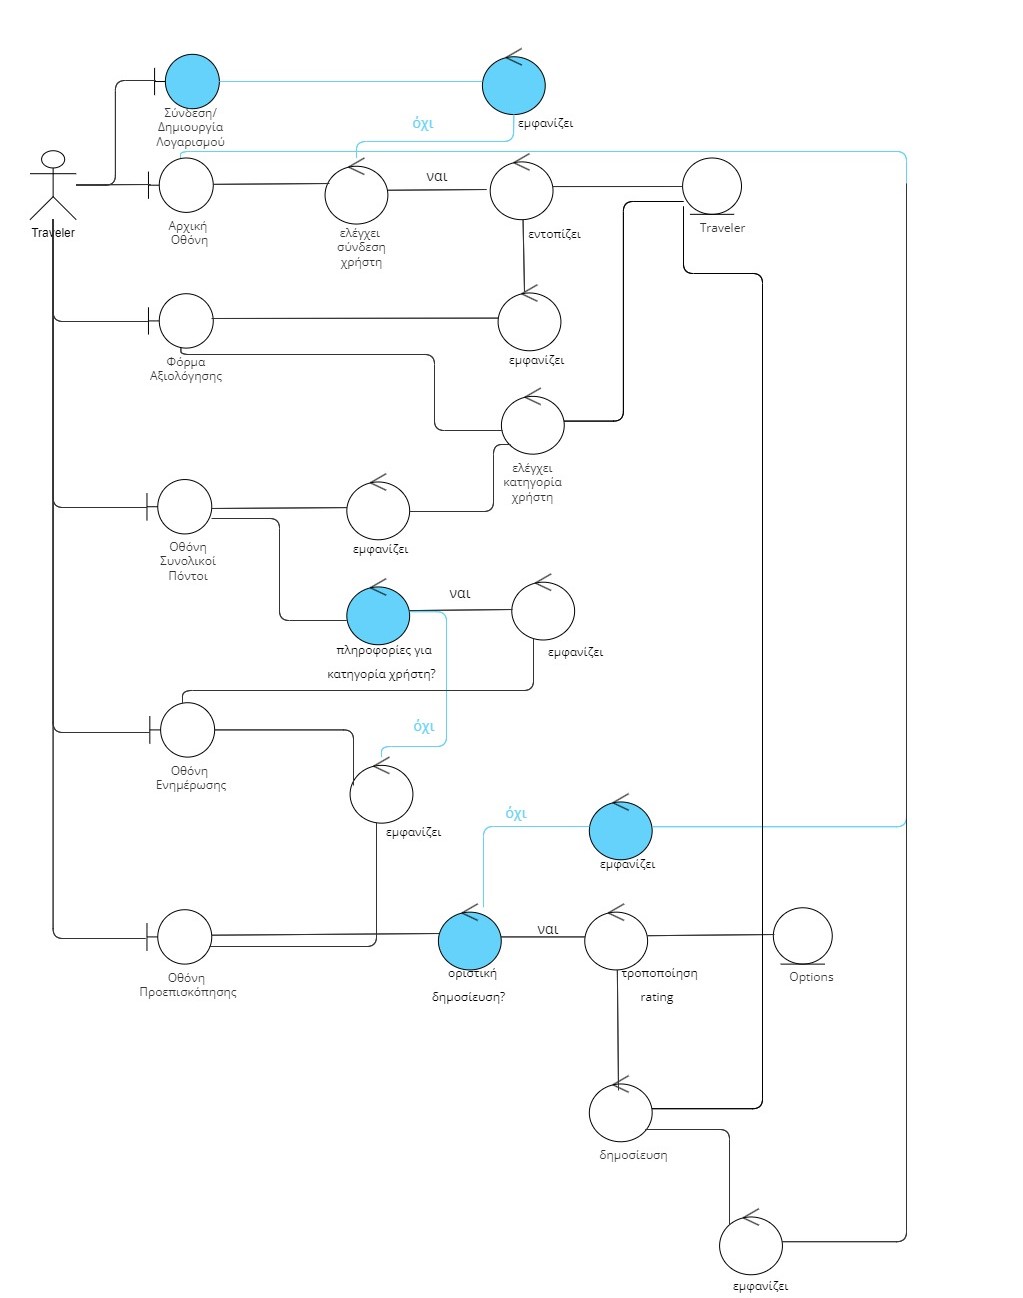 Σύνδεση/
Δημιουργία
Λογαρισμού
εμφανίζει
όχι
Traveler
Αρχική
Οθόνη
ελέγχει
σύνδεση
χρήστη
ναι
εντοπίζει
Traveler
Φόρμα
Αξιολόγησης
εμφανίζει
ελέγχει
κατηγορία
χρήστη
Οθόνη
Συνολικοί
Πόντοι
εμφανίζει
πληροφορίες για
κατηγορία χρήστη?
ναι
εμφανίζει
όχι
Οθόνη
Ενημέρωσης
εμφανίζει
όχι
εμφανίζει
Οθόνη
Προεπισκόπησης
οριστική
δημοσίευση?
ναι
τροποποίηση
rating
Options
δημοσίευση
εμφανίζει